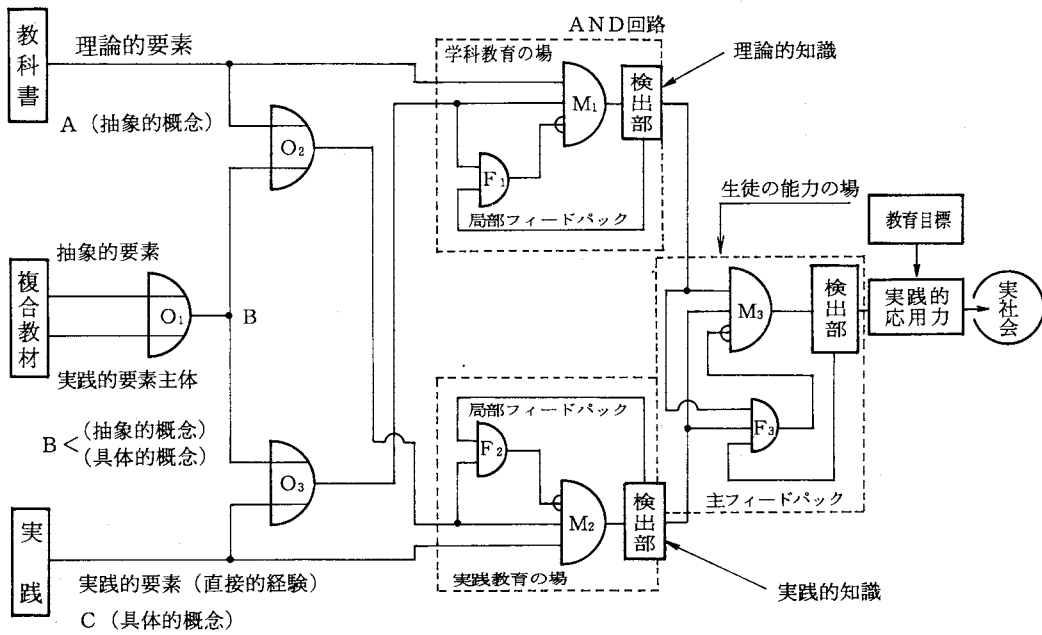 AND回路
教科書
理論的要素
学科教育の場
理論的知識
M₁
検出部
A（抽象的概念）
O₂
F₁
局部フィードパック
生徒の能力の場
教育目標
抽象的要素
複合教材
O₁
B
M₃
検出部
実践的応用力
実社会
実践的要素主体
局部フィードパック
B＜（抽象的概念）
（具体的概念）
F₂
F₃
O₃
主フィードパック
M₂
検出部
実践
実践的要素（直接的経験）
実践教育の場
実践的知識
C（具体的概念）